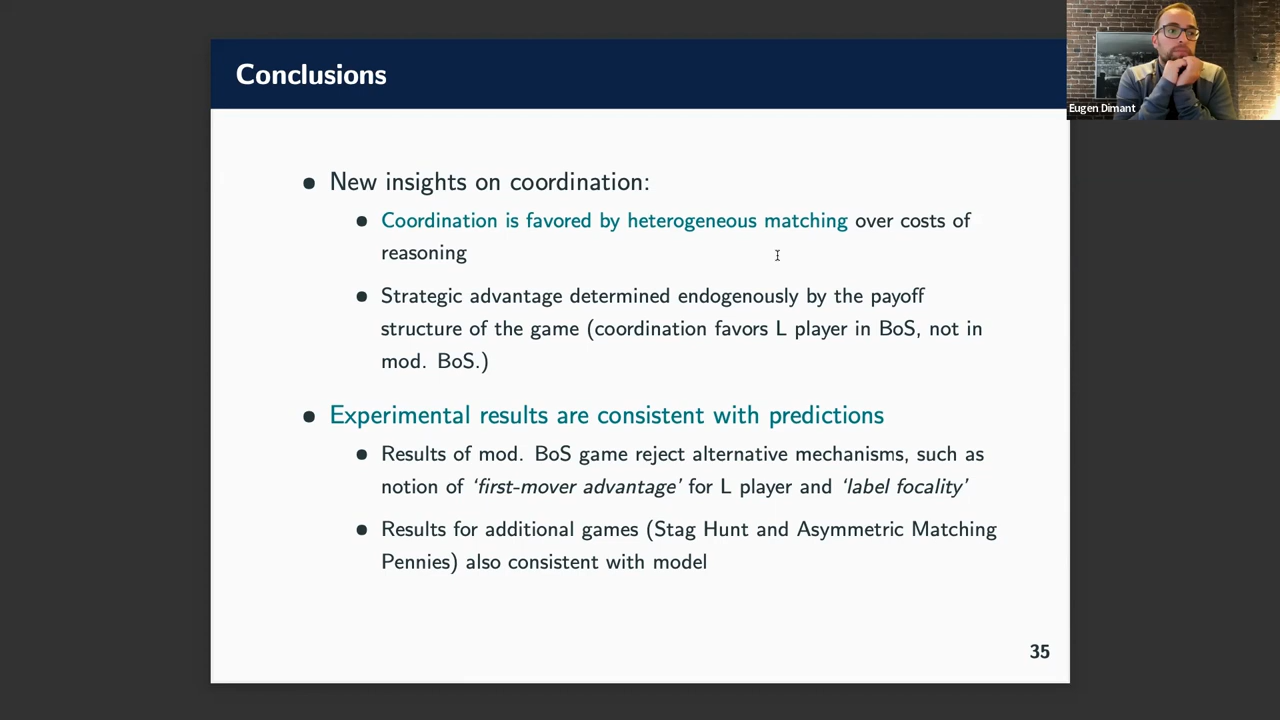 Conclusions
Eugen Dimant
• New insights on coordination:
• Coordination is favored by heterogeneous matching over costs of
reasoning
• Strategic advantage determined endogenously by the payoff
structure of the game (coordination favors L player in BoS, not in
mod. BoS.)
• Experimental results are consistent with predictions
• Results of mod. BoS game reject alternative mechanisms, such as
notion of ‘first-mover advantage’ for L player and ‘label focality’
• Results for additional games (Stag Hunt and Asymmetric Matching
Pennies) also consistent with model
35